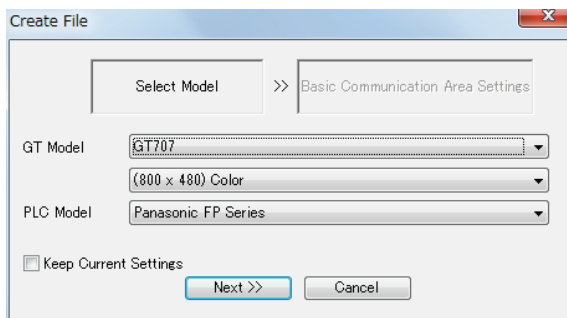 Create File
Select Model >> Basic Communication Area Settings
GT Model GT707
(800 x 480) Color
PLC Model Panasonic FP Series
Keep Current Settings
Next >> Cancel